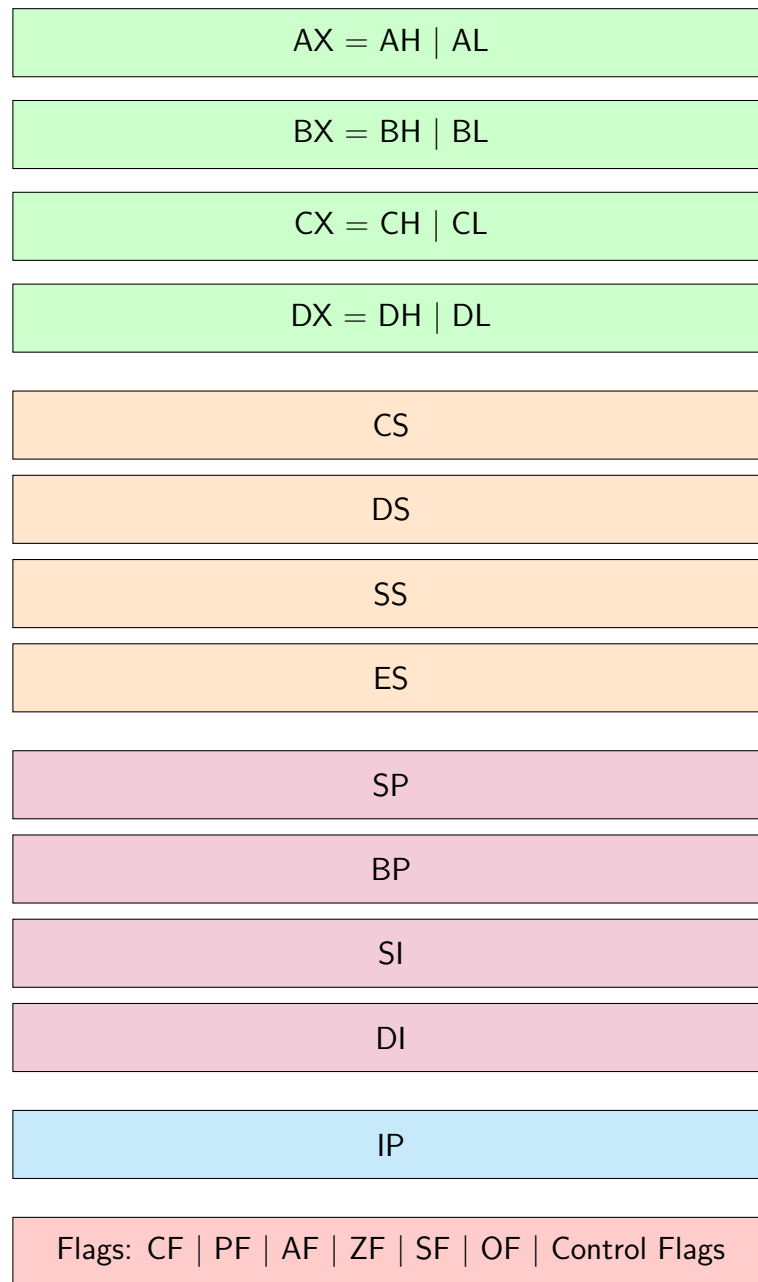 AX = AH | AL
BX = BH | BL
CX = CH | CL
DX = DH | DL
CS
DS
SS
ES
SP
BP
SI
DI
IP
Flags: CF | PF | AF | ZF | SF | OF | Control Flags